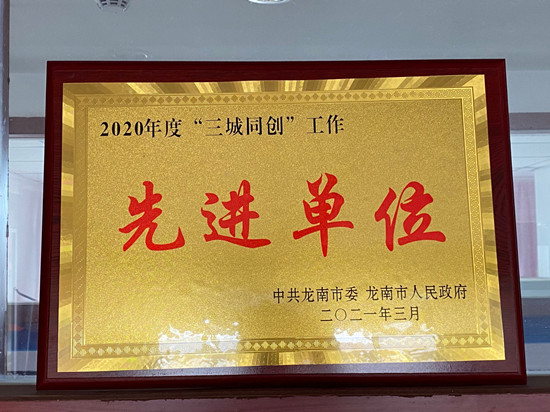 2020年度“三城同创”工作
先进单位
中共龙南市委 龙南市人民政府
二〇二一年三月